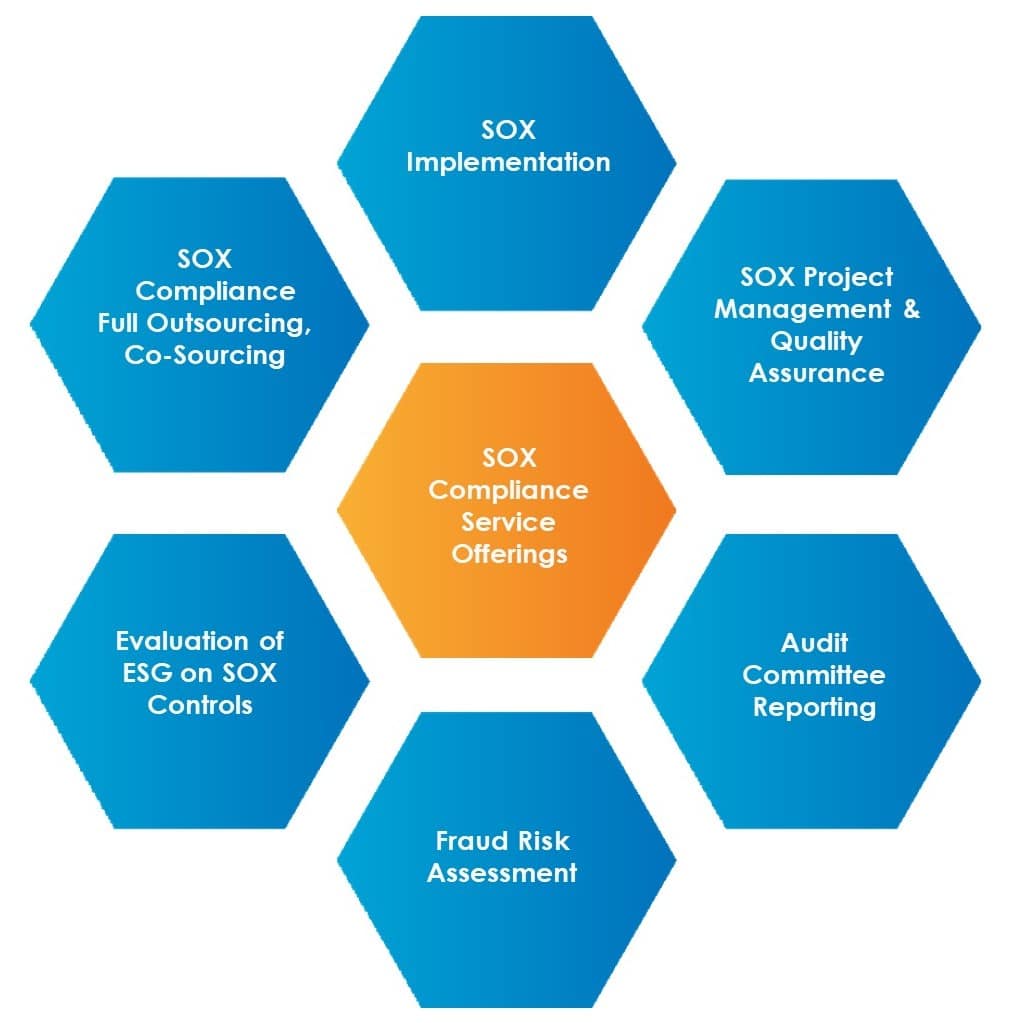 SOX
Implementation
SOX
Compliance
Full Outsourcing,
Co-Sourcing
SOX Project
Management &
Quality
Assurance
SOX
Compliance
Service
Offerings
Evaluation of
ESG on SOX
Controls
Audit
Committee
Reporting
Fraud Risk
Assessment